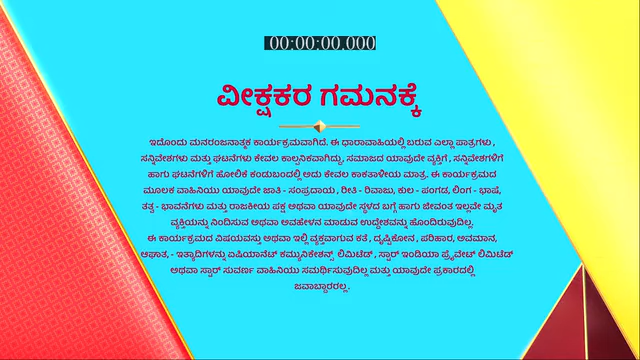 00:00:00.000
ವೀಕ್ಷಕರ ಗಮನಕ್ಕೆ
ಇದೊಂದು ಮನರಂಜನಾತ್ಮಕ ಕಾರ್ಯಕ್ರಮವಾಗಿದೆ. ಈ ಧಾರಾವಾಹಿಯಲ್ಲಿ ಬರುವ ಎಲ್ಲಾ ಪಾತ್ರಗಳು ,
ಸನ್ನಿವೇಶಗಳು ಮತ್ತು ಘಟನೆಗಳು ಕೇವಲ ಕಾಲ್ಪನಿಕವಾಗಿದ್ದು, ಸಮಾಜದ ಯಾವುದೇ ವ್ಯಕ್ತಿಗೆ , ಸನ್ನಿವೇಶಗಳಿಗೆ
ಹಾಗು ಘಟನೆಗಳಿಗೆ ಹೋಲಿಕೆ ಕಂಡುಬಂದಲ್ಲಿ ಅದು ಕೇವಲ ಕಾಕತಾಳೀಯ ಮಾತ್ರ. ಈ ಕಾರ್ಯಕ್ರಮದ
ಮೂಲಕ ವಾಹಿನಿಯು ಯಾವುದೇ ಜಾತಿ - ಸಂಪ್ರದಾಯ , ರೀತಿ - ರಿವಾಜು, ಕುಲ - ಪಂಗಡ, ಲಿಂಗ - ಭಾಷೆ,
ತತ್ವ - ಭಾವನೆಗಳು ಮತ್ತು ರಾಜಕೀಯ ಪಕ್ಷ ಅಥವಾ ಯಾವುದೇ ಸ್ಥಳದ ಬಗ್ಗೆ ಹಾಗು ಜೀವಂತ ಇಲ್ಲವೇ ಮೃತ
ವ್ಯಕ್ತಿಯನ್ನು ನಿಂದಿಸುವ ಅಥವಾ ಅವಹೇಳನ ಮಾಡುವ ಉದ್ದೇಶವನ್ನು ಹೊಂದಿರುವುದಿಲ್ಲ.
ಈ ಕಾರ್ಯಕ್ರಮದ ವಿಷಯವಸ್ತು ಅಥವಾ ಇಲ್ಲಿ ವ್ಯಕ್ತವಾಗುವ ಕತೆ , ದೃಷ್ಟಿಕೋನ , ಪರಿಹಾರ, ಅವಮಾನ,
ಆಘಾತ, - ಇತ್ಯಾದಿಗಳನ್ನು ಏಷಿಯಾನೆಟ್ ಕಮ್ಯುನಿಕೇಶನ್ಸ್ ಲಿಮಿಟೆಡ್ , ಸ್ಟಾರ್ ಇಂಡಿಯಾ ಪ್ರೈವೇಟ್ ಲಿಮಿಟೆಡ್
ಅಥವಾ ಸ್ಟಾರ್ ಸುವರ್ಣ ವಾಹಿನಿಯು ಸಮರ್ಥಿಸುವುದಿಲ್ಲ ಮತ್ತು ಯಾವುದೇ ಪ್ರಕಾರದಲ್ಲಿ
ಜವಾಬ್ದಾರರಲ್ಲ.